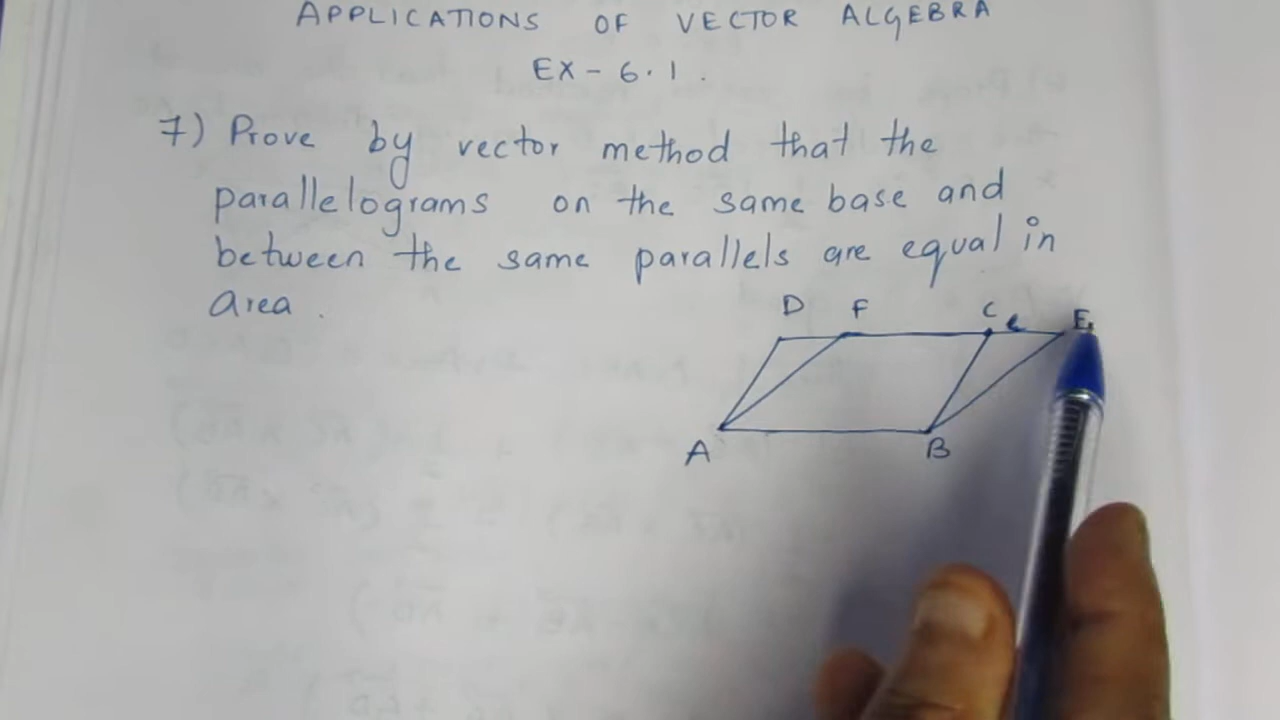 APPLICATIONS OF VECTOR ALGEBRA
EX - 6.1.
7) Prove by vector method that the
parallelograms on the same base and
between the same parallels are equal in
area.
D F C E
A B